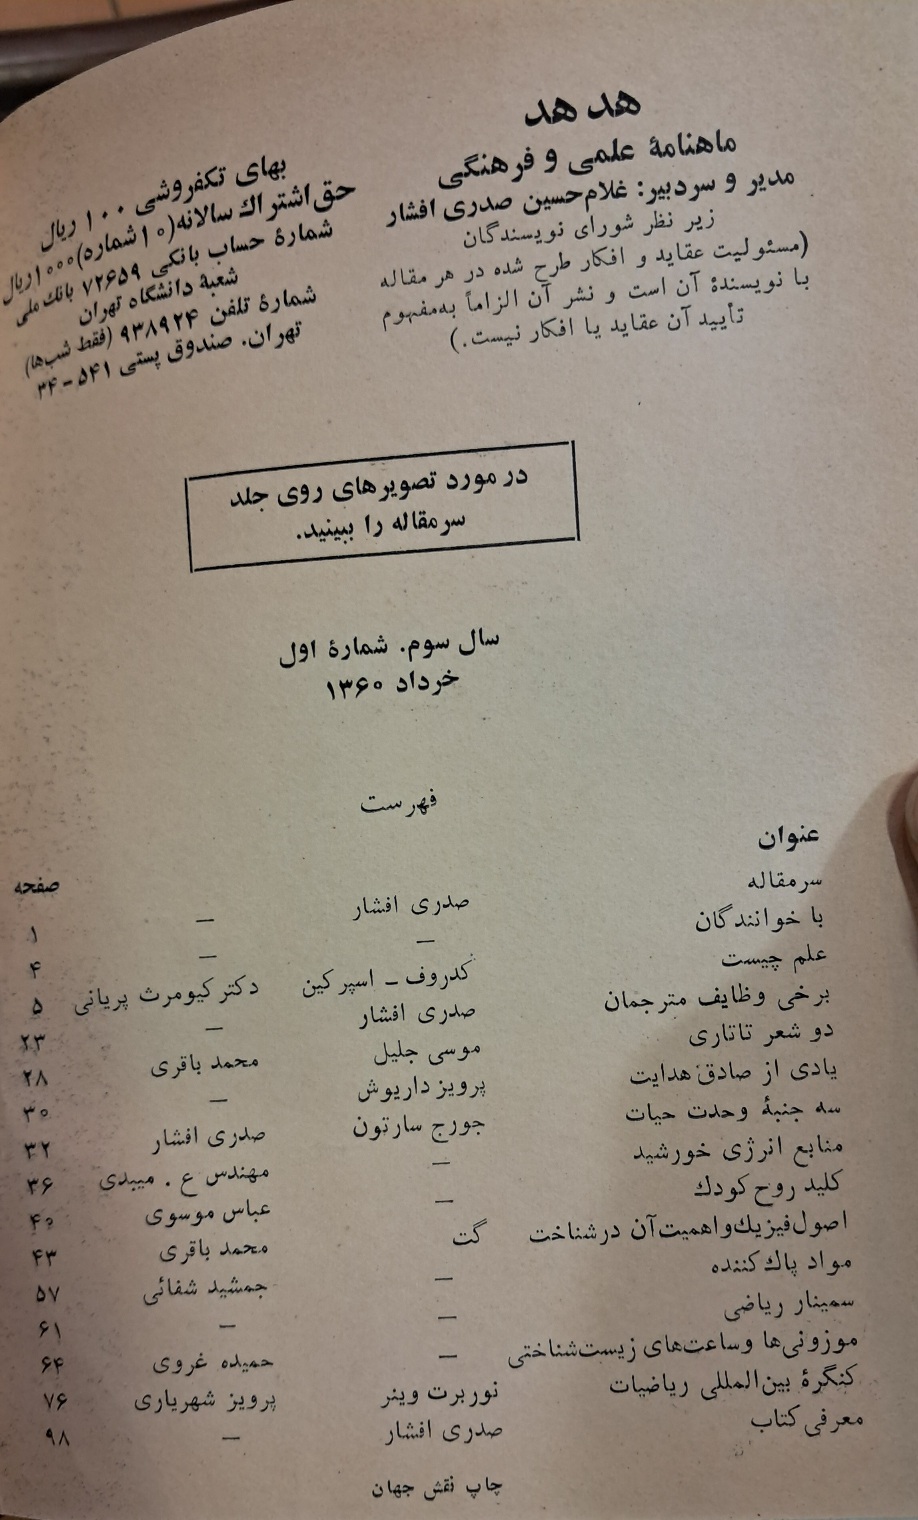 هد هد
ماهنامهٔ علمی و فرهنگی
مدیر و سردبیر: غلامحسین صدری افشار
زیر نظر شورای نویسندگان
(مسئولیت عقاید و افکار طرح شده در هر مقاله
با نویسندهٔ آن است و نشر آن الزاماً به‌مفهوم
تأیید آن عقاید یا افکار نیست.)
بهای تکفروشی ۱۰۰ ریال
حق اشتراك سالانه (۱۰ شماره) ۱۰۰۰ ریال
شمارهٔ حساب بانکی ۷۲۶۵۹ بانك ملی
شعبهٔ دانشگاه تهران
شمارهٔ تلفن ۹۳۸۹۲۴ (فقط شب‌ها)
تهران. صندوق پستی ۵۴۱ - ۳۴
در مورد تصویرهای روی جلد
سرمقاله را ببینید.
سال سوم. شمارهٔ اول
خرداد ۱۳۶۰
فهرست
عنوان صفحه
سرمقاله صدری افشار — ۱
با خوانندگان — — ۴
علم چیست کدروف ـ اسپرکین دکتر کیومرث پریانی ۵
برخی وظایف مترجمان صدری افشار — ۲۳
دو شعر تاتاری موسی جلیل محمد باقری ۲۸
یادی از صادق هدایت پرویز داریوش — ۳۰
سه جنبهٔ وحدت حیات جورج سارتون صدری افشار ۳۲
منابع انرژی خورشید — مهندس ع . میبدی ۳۶
کلید روح کودك — عباس موسوی ۴۰
اصول فیزیك و اهمیت آن در شناخت گت محمد باقری ۴۳
مواد پاك کننده — جمشید شفائی ۵۷
سمینار ریاضی — — ۶۱
موزونی‌ها و ساعت‌های زیست‌شناختی — حمیده غروی ۶۴
کنگرهٔ بین‌المللی ریاضیات نوربرت وینر پرویز شهریاری ۷۶
معرفی کتاب صدری افشار — ۹۸
چاپ نقش جهان